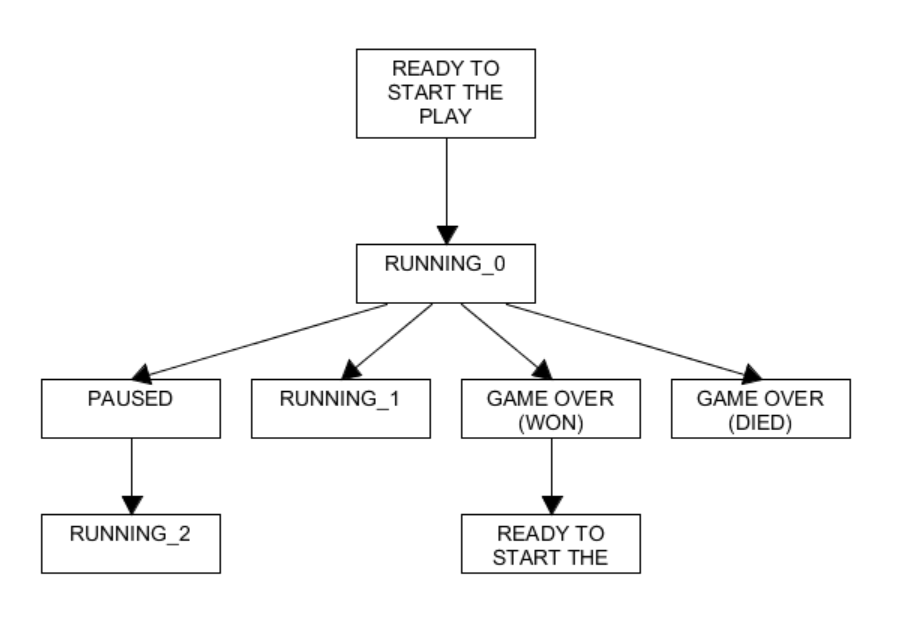 READY TO
START THE
PLAY
RUNNING_0
PAUSED
RUNNING_1
GAME OVER
(WON)
GAME OVER
(DIED)
RUNNING_2
READY TO
START THE